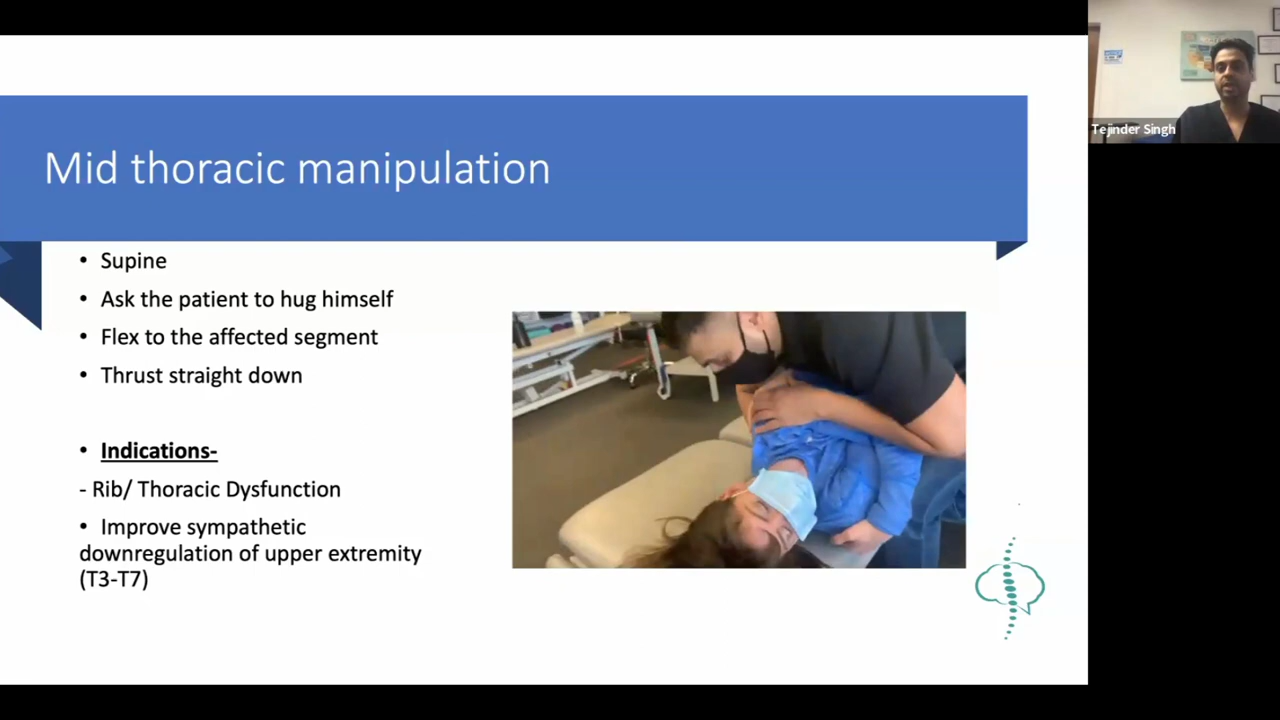 Mid thoracic manipulation
• Supine
• Ask the patient to hug himself
• Flex to the affected segment
• Thrust straight down
• Indications-
- Rib/ Thoracic Dysfunction
• Improve sympathetic
downregulation of upper extremity
(T3-T7)
Tejinder Singh